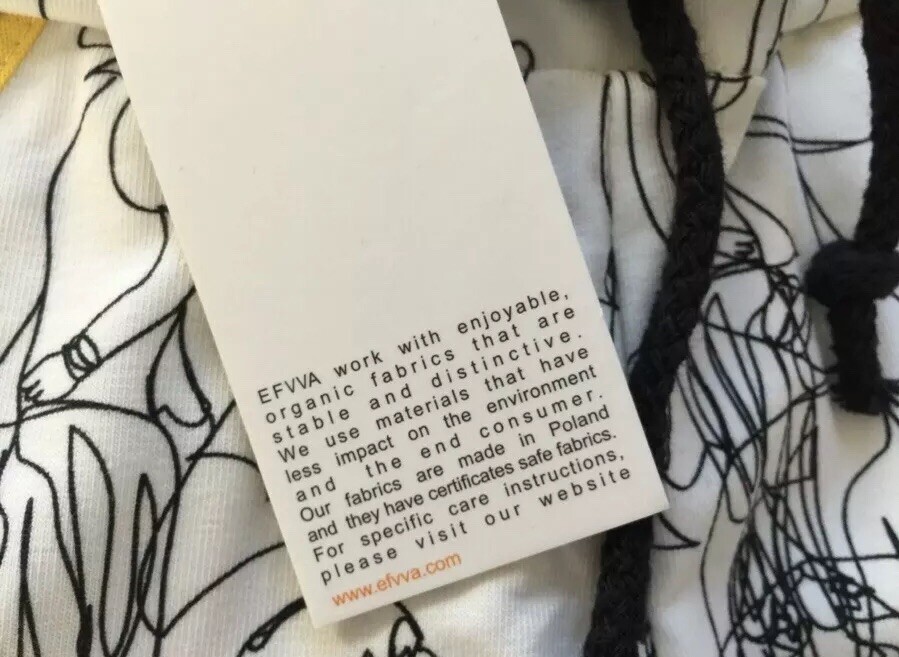 EFVVA work with enjoyable,
organic fabrics that are
stable and distinctive.
We use materials that have
less impact on the environment
and the end consumer.
Our fabrics are made in Poland
and they have certificates safe fabrics.
For specific care instructions,
please visit our website
www.efvva.com